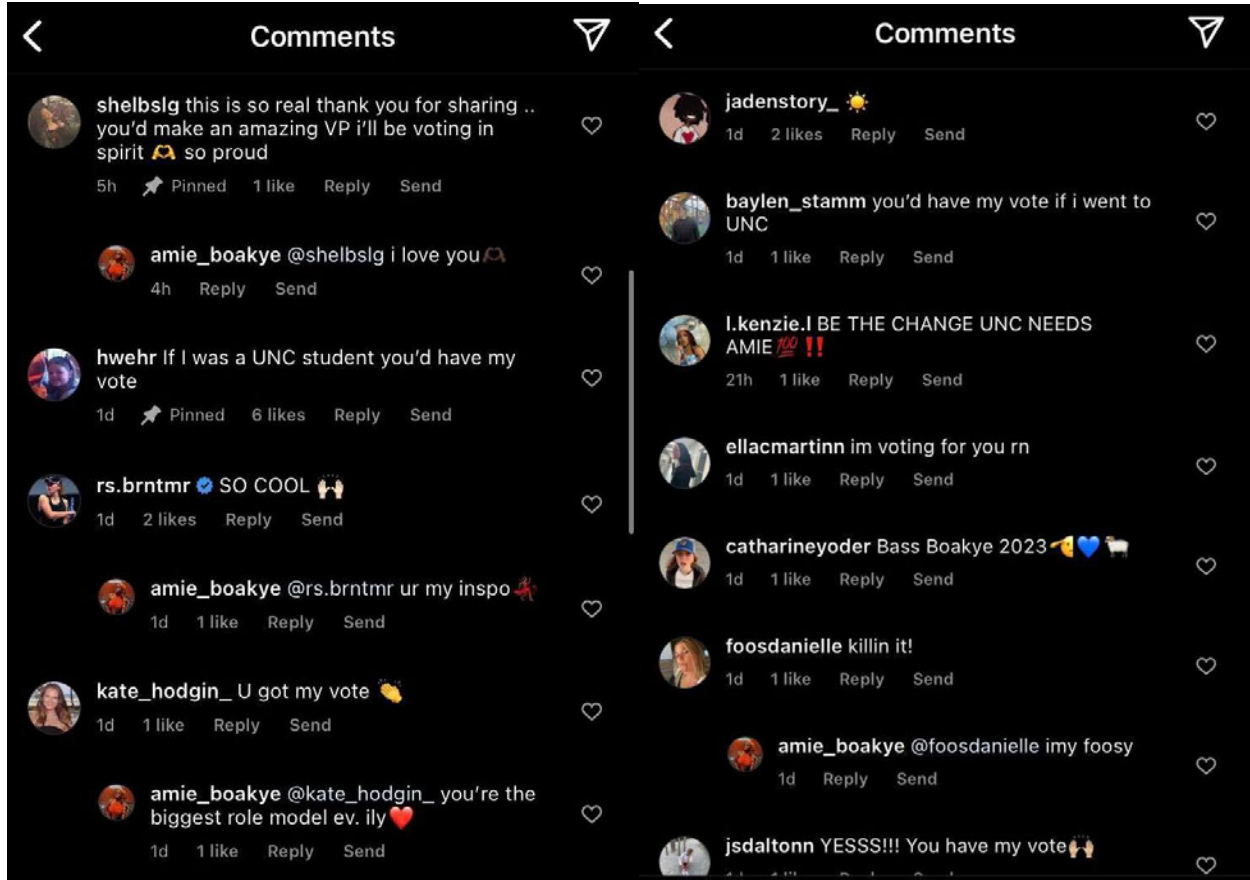 Comments
shelbslg this is so real thank you for sharing ..
you'd make an amazing VP i'll be voting in
spirit 🫶 so proud
5h 📌 Pinned 1 like Reply Send
amie_boakye @shelbslg i love you🫶🏿
4h Reply Send
hwehr If I was a UNC student you'd have my
vote
1d 📌 Pinned 6 likes Reply Send
rs.brntmr SO COOL 🙌🏻
1d 2 likes Reply Send
amie_boakye @rs.brntmr ur my inspo💃
1d 1 like Reply Send
kate_hodgin_ U got my vote 👏
1d 1 like Reply Send
amie_boakye @kate_hodgin_ you're the
biggest role model ev. ily❤️
1d 1 like Reply Send
Comments
jadenstory_ ☀️
1d 2 likes Reply Send
baylen_stamm you'd have my vote if i went to
UNC
1d 1 like Reply Send
l.kenzie.l BE THE CHANGE UNC NEEDS
AMIE💯‼️
21h 1 like Reply Send
ellacmartinn im voting for you rn
1d 1 like Reply Send
catharineyoder Bass Boakye 2023🫡💙🐑
1d 1 like Reply Send
foosdanielle killin it!
1d 1 like Reply Send
amie_boakye @foosdanielle imy foosy
1d Reply Send
jsdaltonn YESSS!!! You have my vote🙌🏼